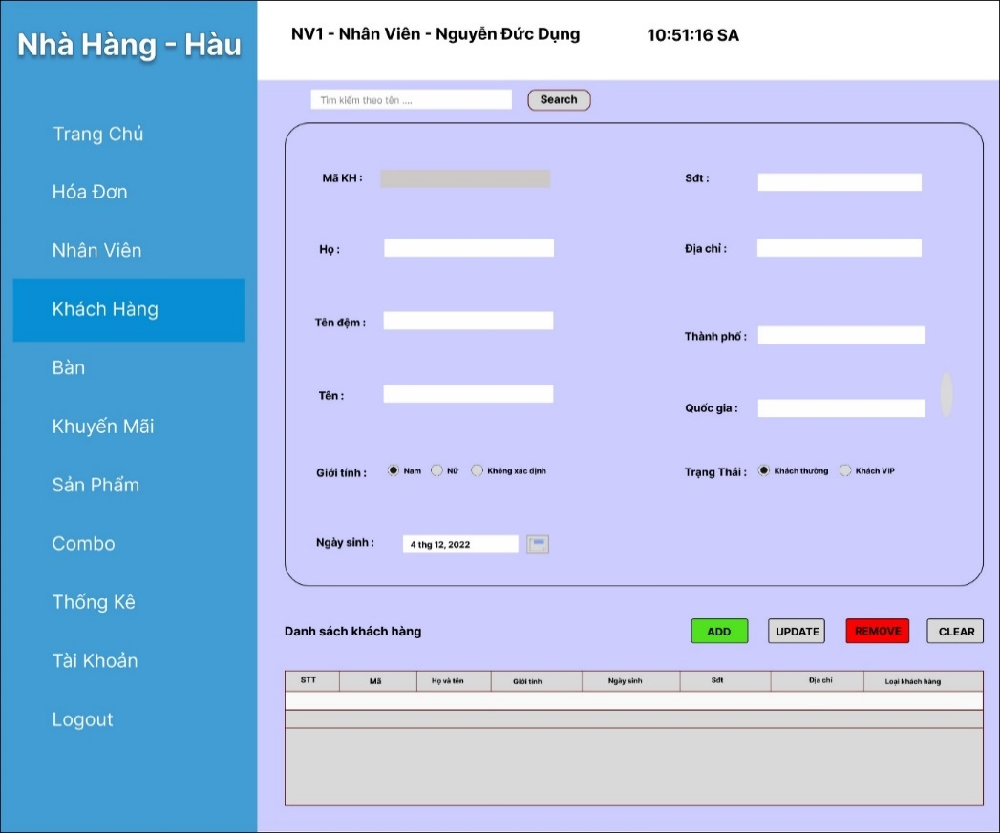 Nhà Hàng - Hàu
NV1 - Nhân Viên - Nguyễn Đức Dụng
10:51:16 SA
Trang Chủ
Hóa Đơn
Nhân Viên
Khách Hàng
Bàn
Khuyến Mãi
Sản Phẩm
Combo
Thống Kê
Tài Khoản
Logout
Tìm kiếm theo tên ....
Search
Mã KH :
Sđt :
Họ :
Địa chỉ :
Tên đệm :
Thành phố :
Tên :
Quốc gia :
Giới tính : Nam Nữ Không xác định
Trạng Thái : Khách thường Khách VIP
Ngày sinh : 4 thg 12, 2022
Danh sách khách hàng
ADD UPDATE REMOVE CLEAR
STT Mã Họ và tên Giới tính Ngày sinh Sđt Địa chỉ Loại khách hàng